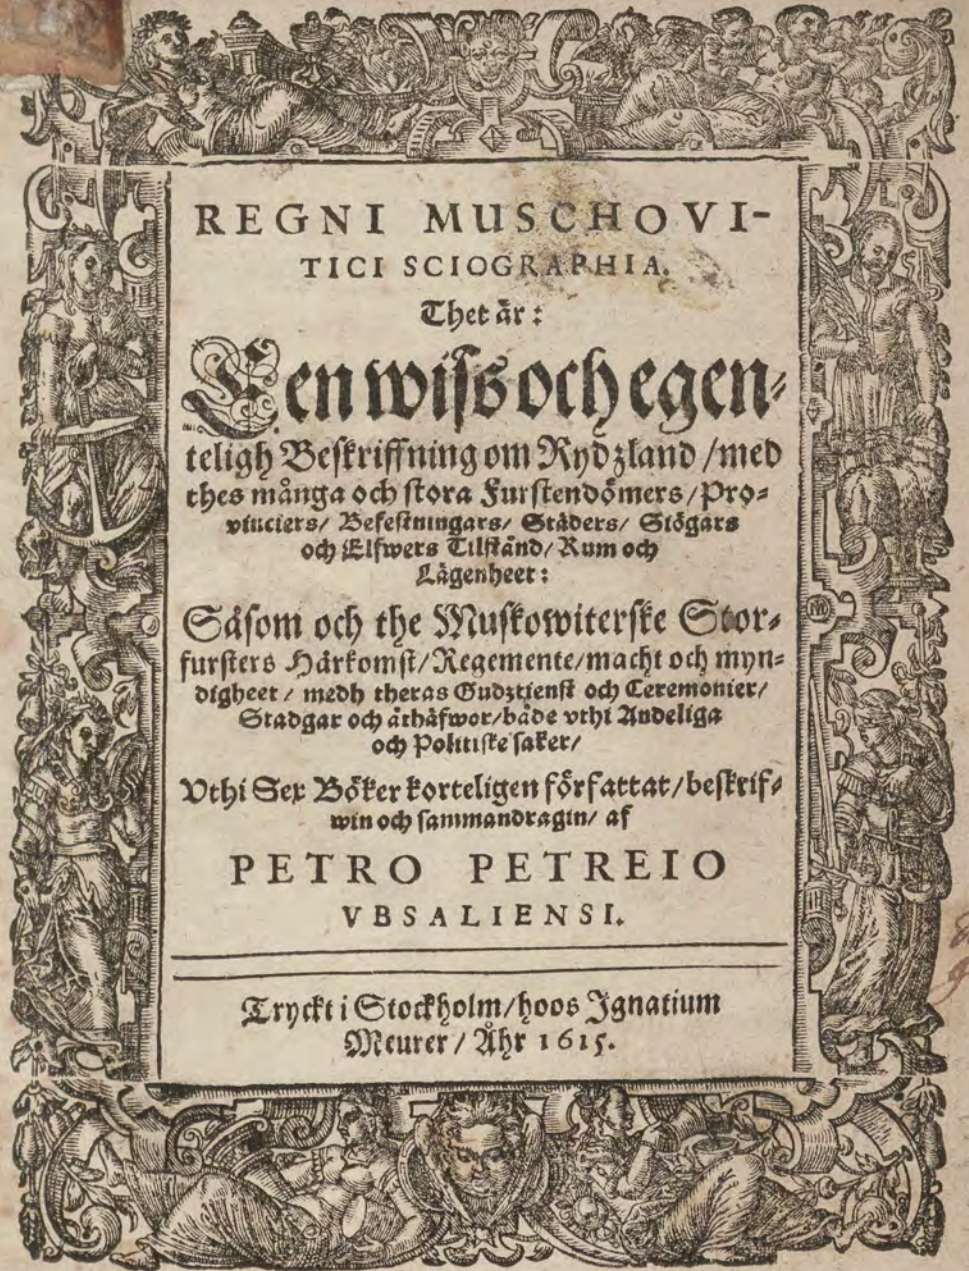 REGNI MUSCHOVI-
TICI SCIOGRAPHIA.
Thet är:
Een wiss och egen-
teligh Beskriffning om Rydzland / med
thes många och stora Furstendömers / Pro-
vinciers / Befestningars / Städers / Siögars
och Elfwers Tilstånd / Rum och
Lägenheet:
Såsom och the Muskowiterske Stor-
fursters Härkomst / Regemente / macht och myn-
digheet / medh theras Gudztienst och Ceremonier /
Stadgar och åthäfwor / både vthi Andeliga
och Politiske saker /
Vthi Sex Böker korteligen författat / beskrif-
win och sammandragin / af
PETRO PETREIO
VBSALIENSI.
Tryckt i Stockholm / hoos Ignatium
Meurer / Åhr 1615.